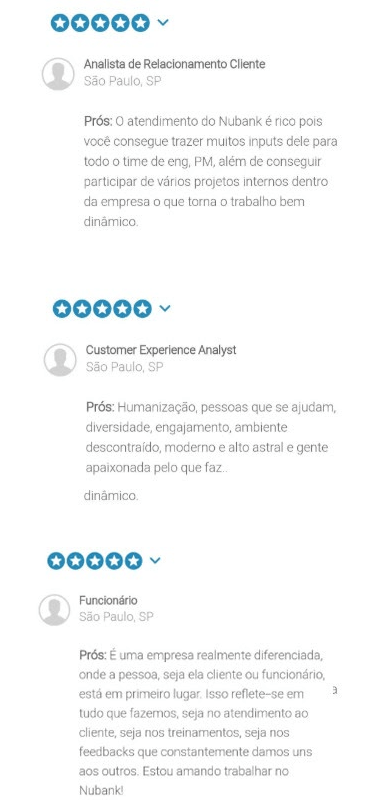 Analista de Relacionamento Cliente
São Paulo, SP
Prós: O atendimento do Nubank é rico pois
você consegue trazer muitos inputs dele para
todo o time de eng, PM, além de conseguir
participar de vários projetos internos dentro
da empresa o que torna o trabalho bem
dinâmico.
Customer Experience Analyst
São Paulo, SP
Prós: Humanização, pessoas que se ajudam,
diversidade, engajamento, ambiente
descontraído, moderno e alto astral e gente
apaixonada pelo que faz..
dinâmico.
Funcionário
São Paulo, SP
Prós: É uma empresa realmente diferenciada,
onde a pessoa, seja ela cliente ou funcionário,
está em primeiro lugar. Isso reflete-se em
a
tudo que fazemos, seja no atendimento ao
cliente, seja nos treinamentos, seja nos
feedbacks que constantemente damos uns
aos outros. Estou amando trabalhar no
Nubank!